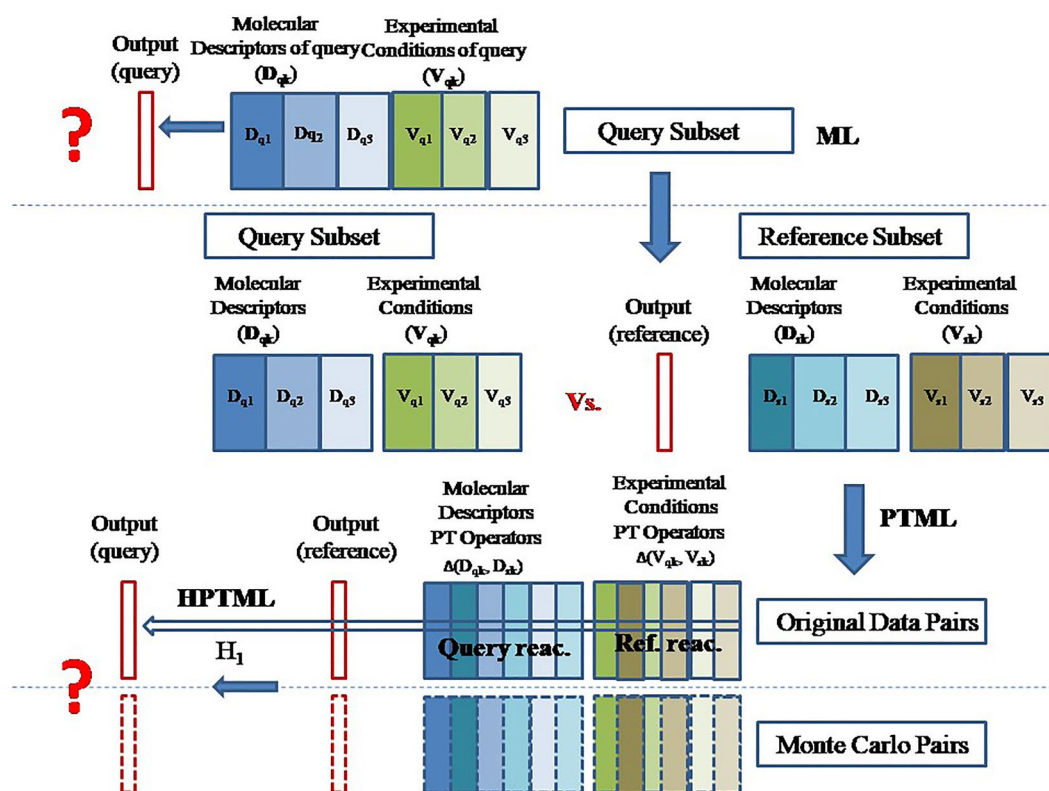 Output
(query)
Molecular
Descriptors of query
(Dqk)
Experimental
Conditions of query
(Vqk)
?
Dq1 Dq2 Dq3 Vq1 Vq2 Vq3
Query Subset
ML
Query Subset
Reference Subset
Molecular
Descriptors
(Dqk)
Experimental
Conditions
(Vqk)
Output
(reference)
Molecular
Descriptors
(Drk)
Experimental
Conditions
(Vrk)
Dq1 Dq2 Dq3 Vq1 Vq2 Vq3
Vs.
Dr1 Dr2 Dr3 Vr1 Vr2 Vr3
Output
(query)
Output
(reference)
Molecular
Descriptors
PT Operators
Δ(Dqk, Drk)
Experimental
Conditions
PT Operators
Δ(Vqk, Vrk)
PTML
HPTML
H1
Query reac.
Ref. reac.
Original Data Pairs
?
Monte Carlo Pairs